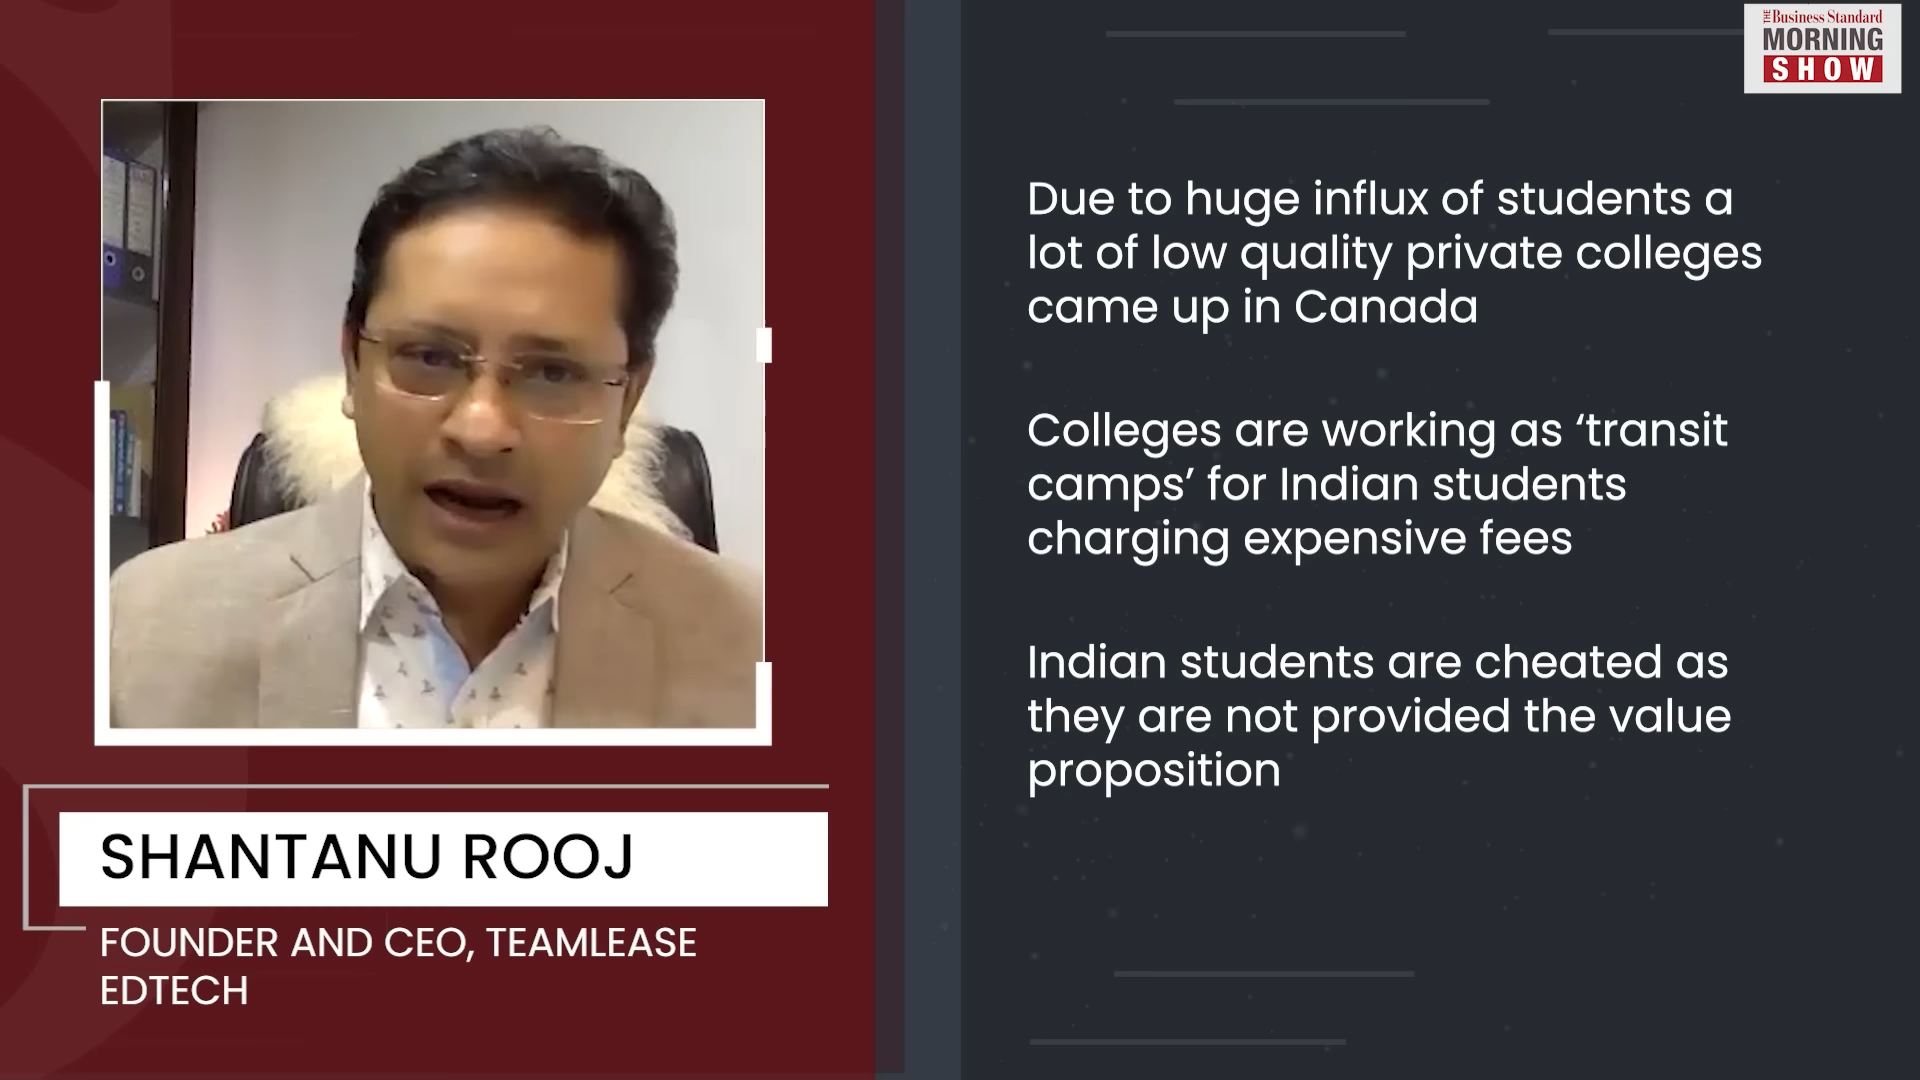 THE Business Standard
MORNING
SHOW
Due to huge influx of students a
lot of low quality private colleges
came up in Canada
Colleges are working as ‘transit
camps’ for Indian students
charging expensive fees
Indian students are cheated as
they are not provided the value
proposition
SHANTANU ROOJ
FOUNDER AND CEO, TEAMLEASE
EDTECH